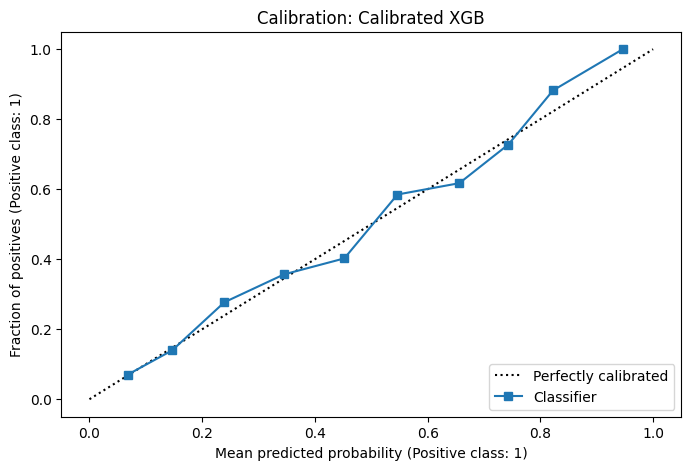 Calibration: Calibrated XGB
Fraction of positives (Positive class: 1)
1.0
0.8
0.6
0.4
0.2
0.0
Perfectly calibrated
Classifier
0.0 0.2 0.4 0.6 0.8 1.0
Mean predicted probability (Positive class: 1)